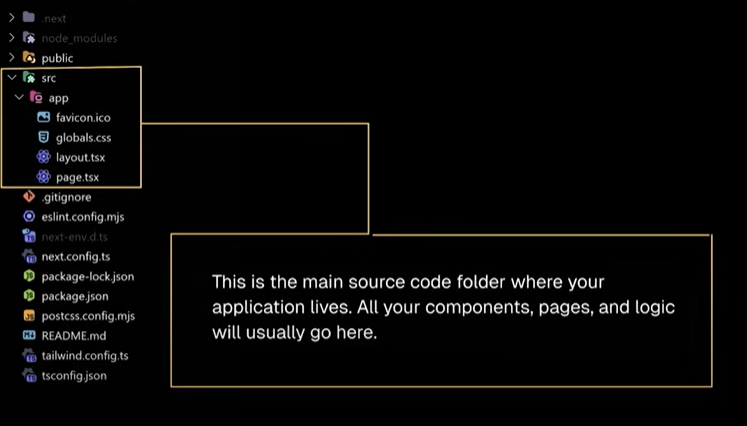 .next
node_modules
public
src
app
favicon.ico
globals.css
layout.tsx
page.tsx
.gitignore
eslint.config.mjs
next-env.d.ts
next.config.ts
package-lock.json
package.json
postcss.config.mjs
README.md
tailwind.config.ts
tsconfig.json
This is the main source code folder where your
application lives. All your components, pages, and logic
will usually go here.